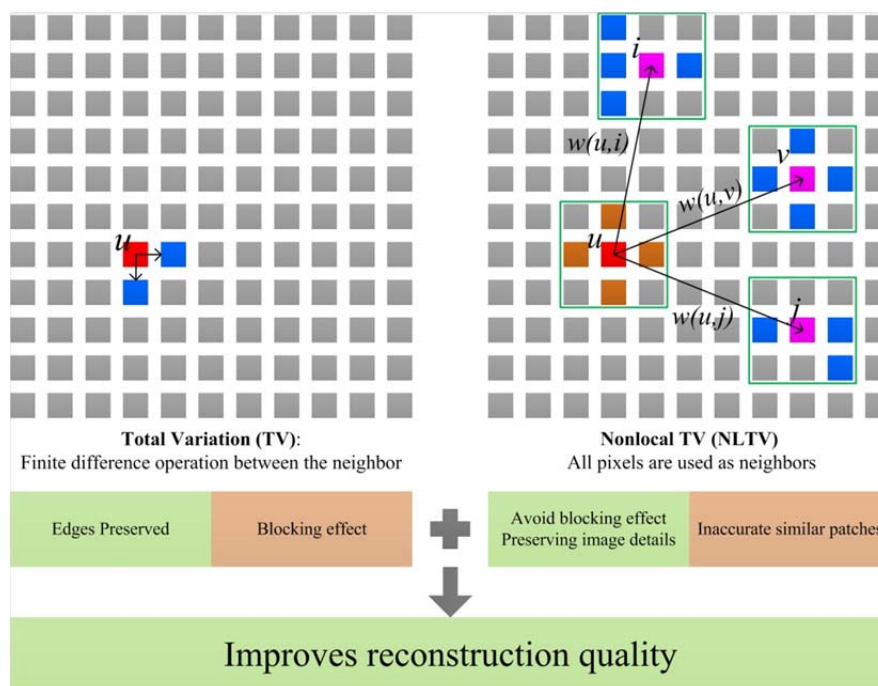 i
w(u,i)
v
w(u,v)
u
u
w(u,j)
j
Total Variation (TV):
Finite difference operation between the neighbor
Nonlocal TV (NLTV)
All pixels are used as neighbors
Edges Preserved
Blocking effect
Avoid blocking effect
Preserving image details
Inaccurate similar patches
Improves reconstruction quality